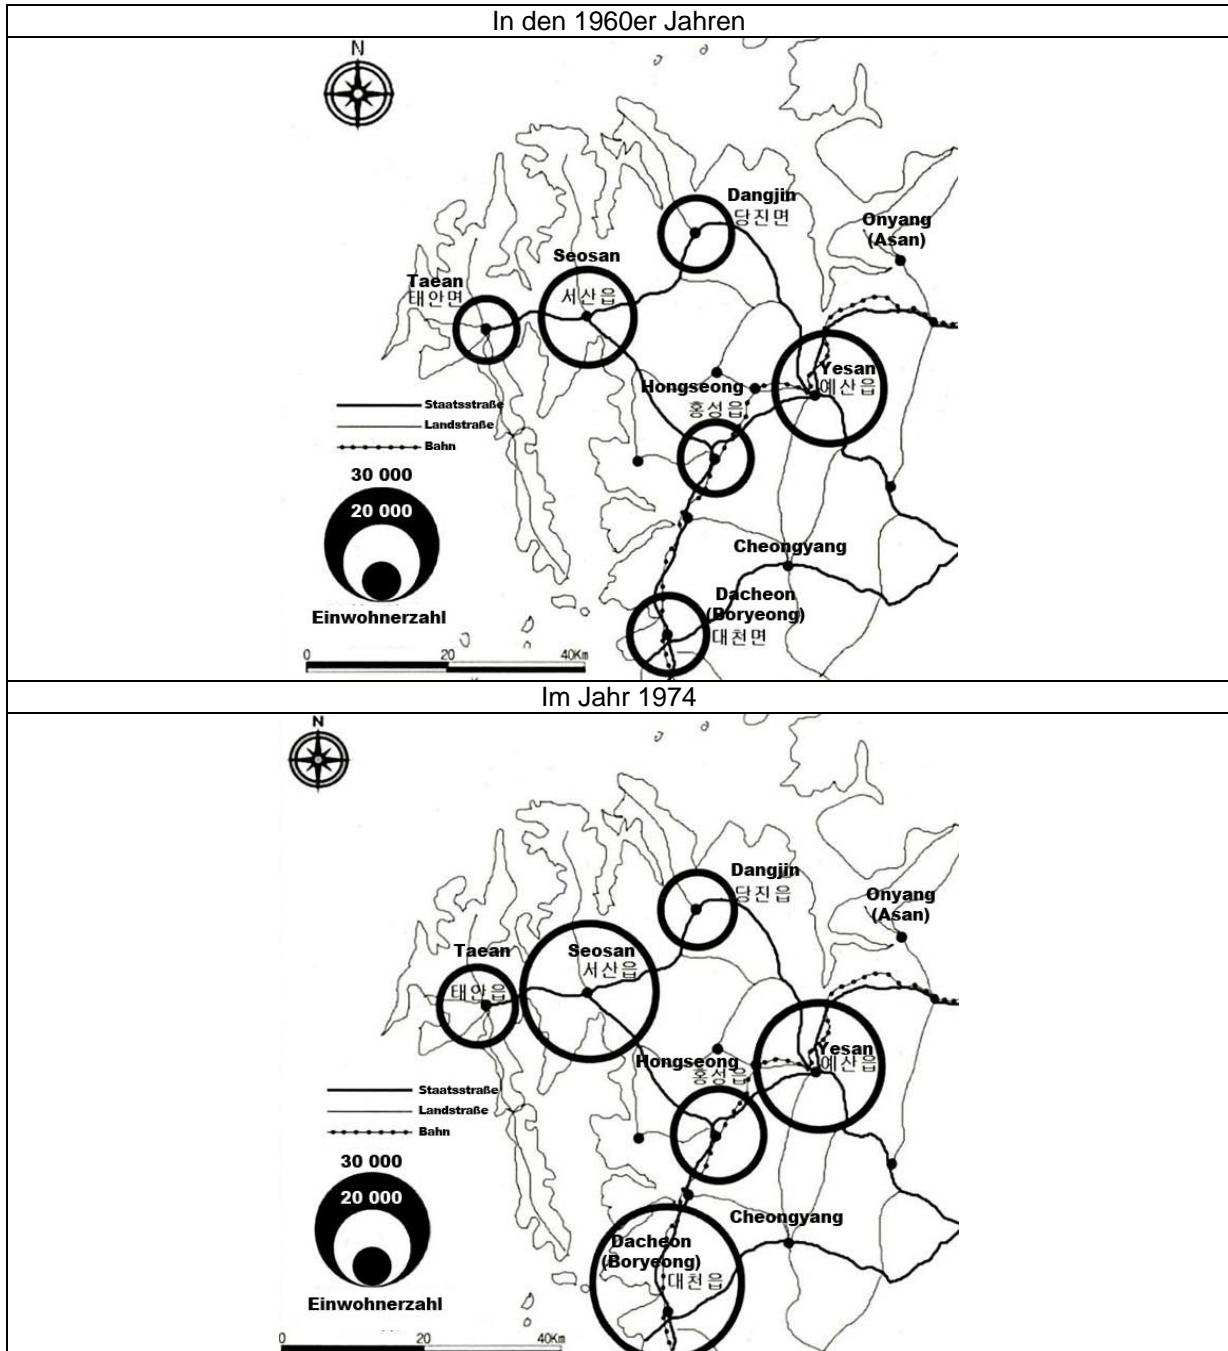 In den 1960er Jahren
N
Dangjin
당진면
Onyang
(Asan)
Seosan
서산읍
Taean
태안면
Yesan
예산읍
Hongseong
홍성읍
Staatsstraße
Landstraße
Bahn
30 000
20 000
Einwohnerzahl
Cheongyang
Dacheon
(Boryeong)
대천면
0 20 40Km
Im Jahr 1974
N
Dangjin
당진읍
Onyang
(Asan)
Taean
태안읍
Seosan
서산읍
Yesan
예산읍
Hongseong
홍성읍
Staatsstraße
Landstraße
Bahn
30 000
20 000
Einwohnerzahl
Cheongyang
Dacheon
(Boryeong)
대천읍
0 20 40Km